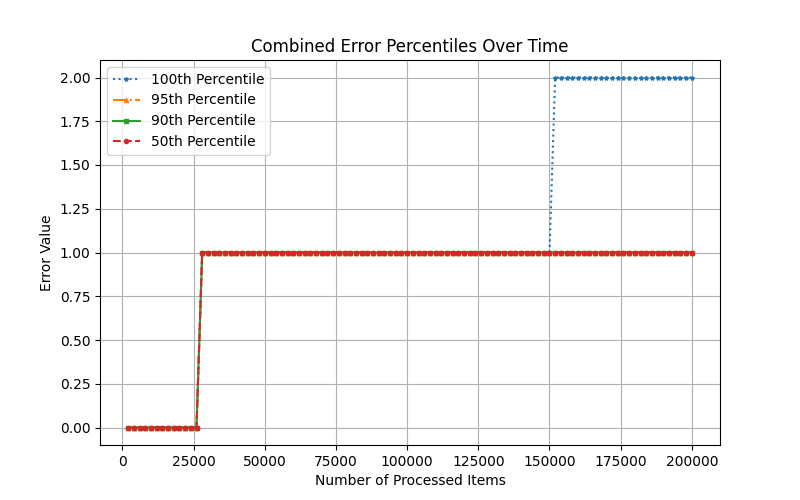 Combined Error Percentiles Over Time
100th Percentile
95th Percentile
90th Percentile
50th Percentile
2.00
1.75
1.50
1.25
1.00
0.75
0.50
0.25
0.00
Error Value
0 25000 50000 75000 100000 125000 150000 175000 200000
Number of Processed Items